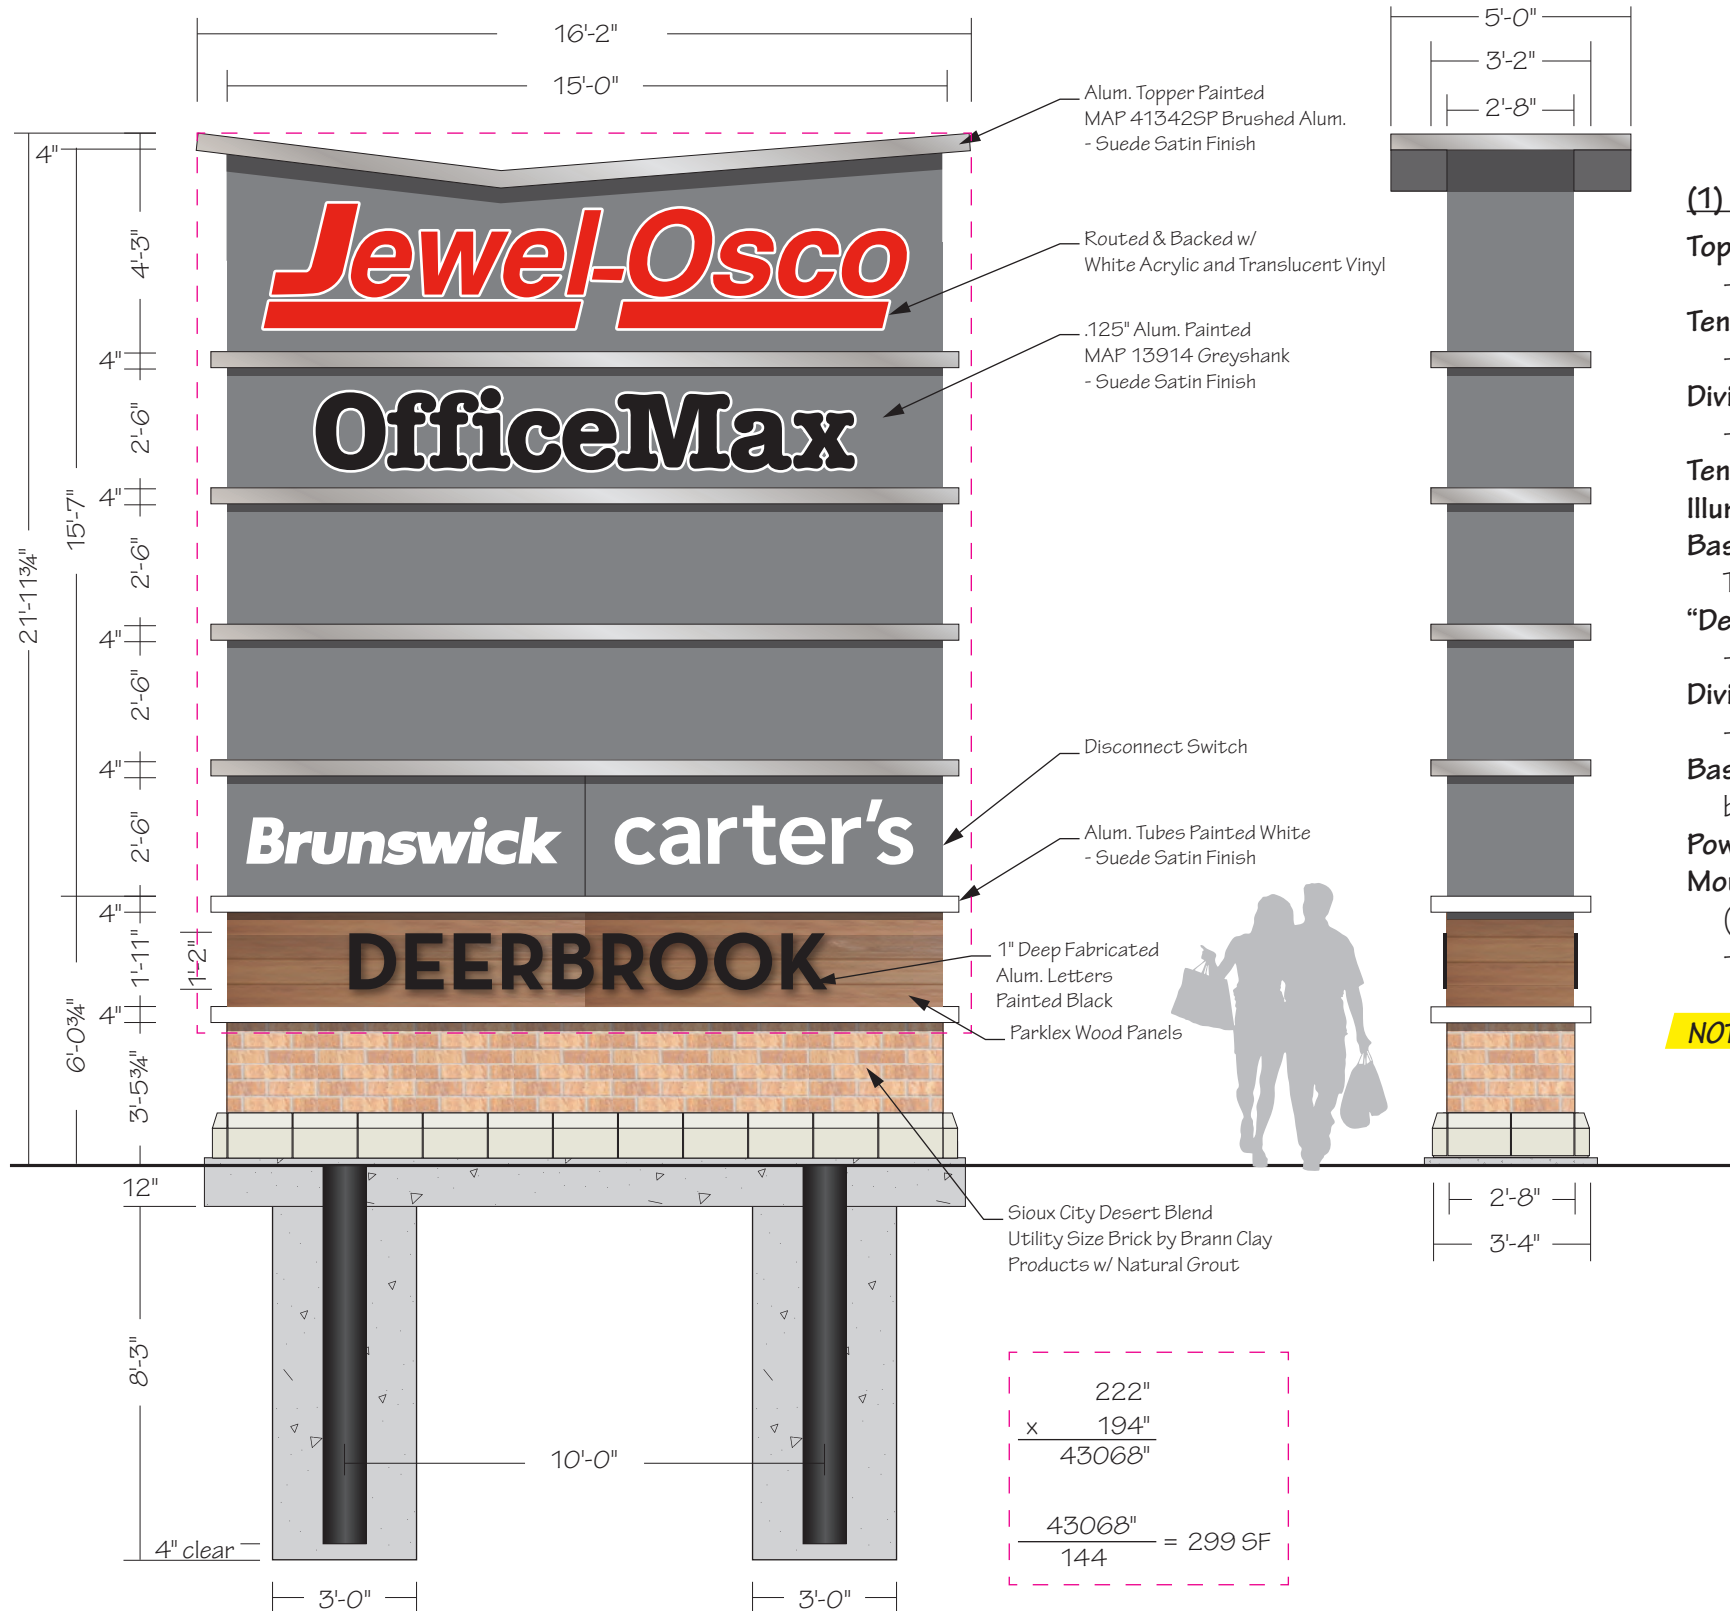 16'-2"
15'-0"
5'-0"
3'-2"
2'-8"
Alum. Topper Painted
MAP 41342SP Brushed Alum.
- Suede Satin Finish
Routed & Backed w/
White Acrylic and Translucent Vinyl
.125" Alum. Painted
MAP 13914 Greyshank
- Suede Satin Finish
Disconnect Switch
Alum. Tubes Painted White
- Suede Satin Finish
1" Deep Fabricated
Alum. Letters
Painted Black
Parklex Wood Panels
Sioux City Desert Blend
Utility Size Brick by Brann Clay
Products w/ Natural Grout
Jewel-Osco
OfficeMax
Brunswick
carter's
DEERBROOK
4"
4'-3"
4"
2'-6"
4"
2'-6"
4"
2'-6"
4"
2'-6"
4"
1'-11"
1'-2"
4"
3'-5¾"
21'-11¾"
15'-7"
6'-0¾"
12"
8'-3"
4" clear
10'-0"
3'-0"
3'-0"
2'-8"
3'-4"
222"
x 194"
43068"
43068"
144
= 299 SF
(1)
Top
-
Ten
-
Divi
-
Ten
Illur
Bas
T
"De
-
Divi
-
Bas
b
Pow
Mou
(
-
NOT